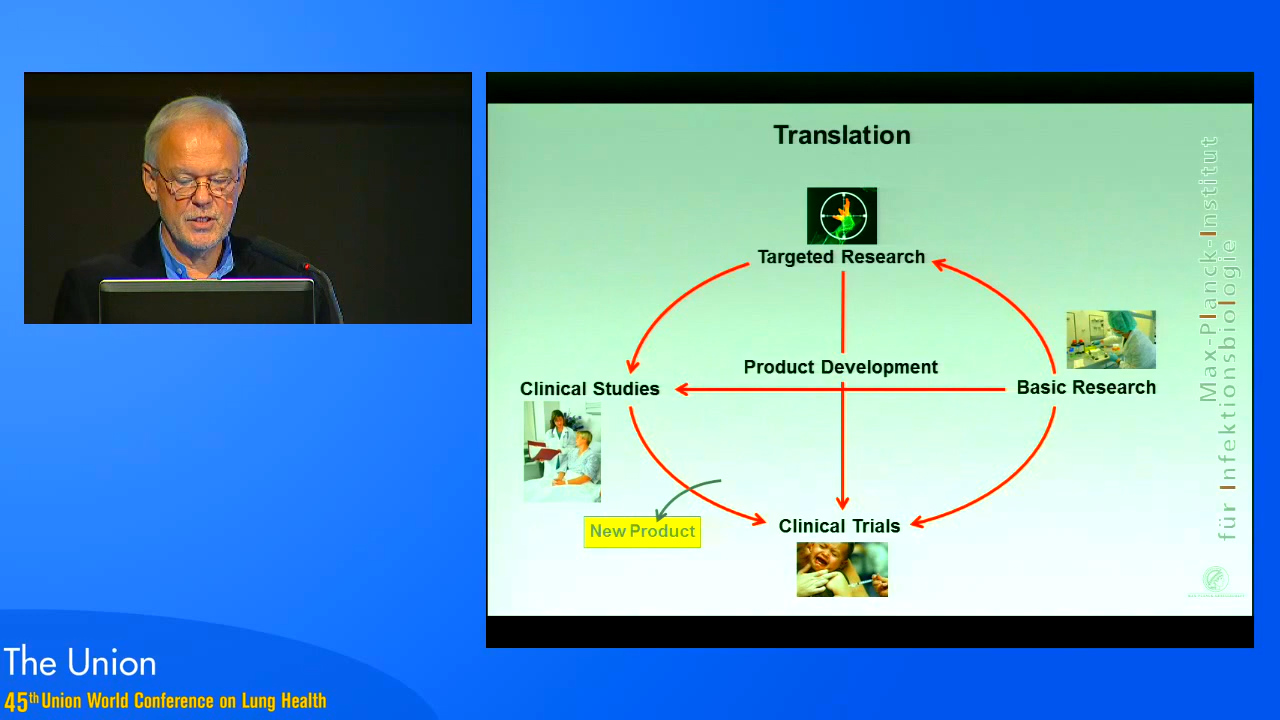 Translation
Targeted Research
Product Development
Clinical Studies
Basic Research
New Product
Clinical Trials
Max-Planck-Institut
für Infektionsbiologie
The Union
45th Union World Conference on Lung Health